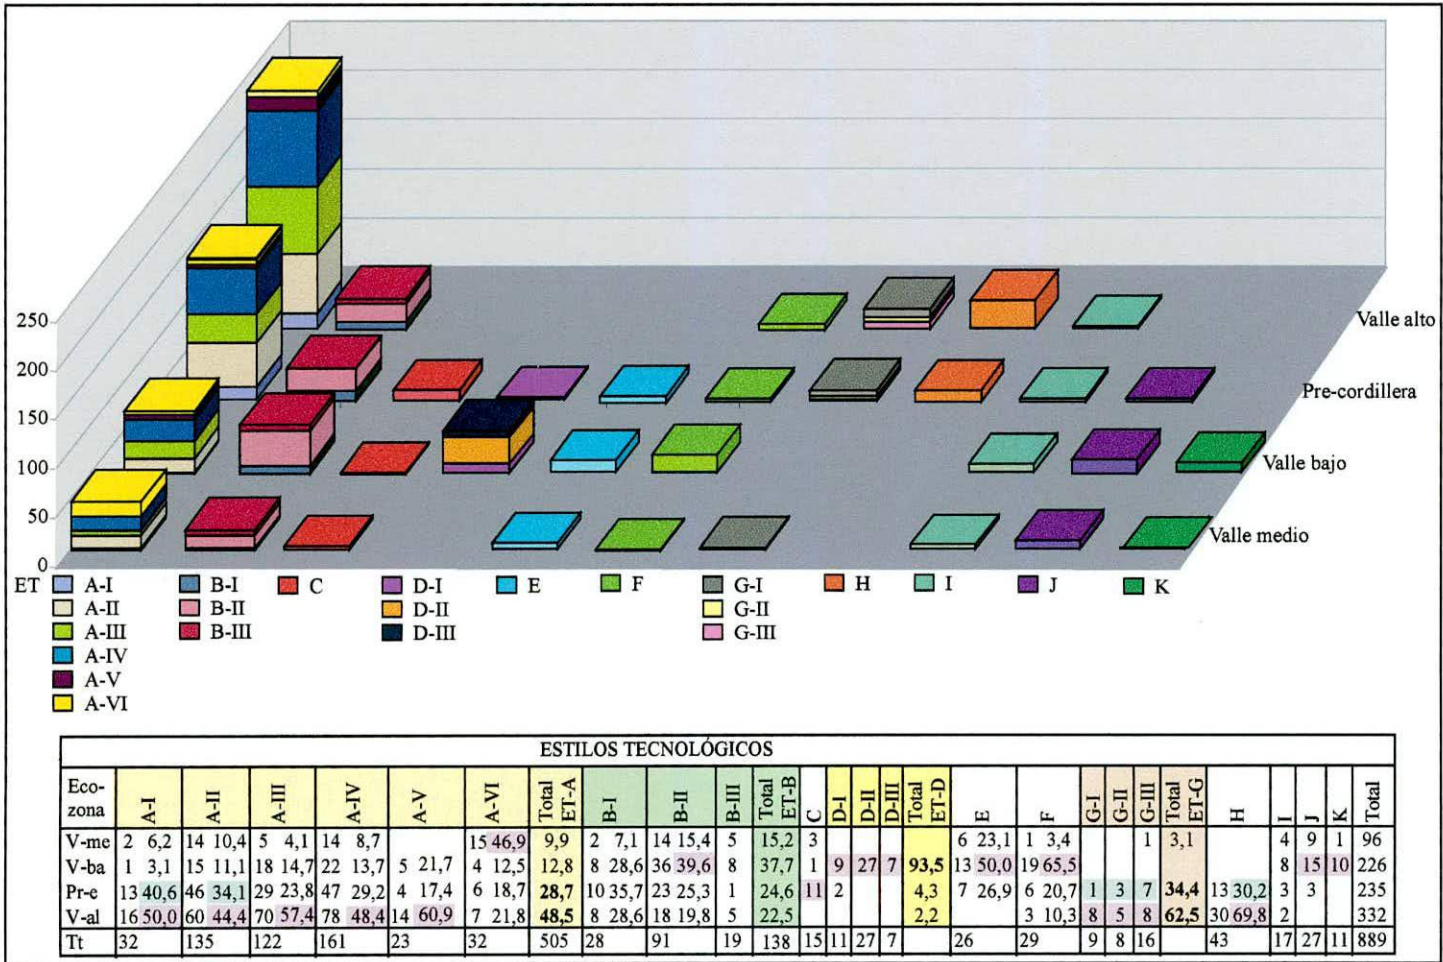 250
200
150
100
50
0
Valle alto
Pre-cordillera
Valle bajo
Valle medio
ET A-I B-I C D-I E F G-I H I J K
A-II B-II D-II G-II
A-III B-III D-III G-III
A-IV
A-V
A-VI
ESTILOS TECNOLÓGICOS
Eco-zona A-I A-II A-III A-IV A-V A-VI Total ET-A B-I B-II B-III Total ET-B C D-I D-II D-III Total ET-D E F G-I G-II G-III Total ET-G H I J K Total
V-me 2 6,2 14 10,4 5 4,1 14 8,7 15 46,9 9,9 2 7,1 14 15,4 5 15,2 3 6 23,1 1 3,4 1 3,1 4 9 1 96
V-ba 1 3,1 15 11,1 18 14,7 22 13,7 5 21,7 4 12,5 12,8 8 28,6 36 39,6 8 37,7 1 9 27 7 93,5 13 50,0 19 65,5 8 15 10 226
Pr-e 13 40,6 46 34,1 29 23,8 47 29,2 4 17,4 6 18,7 28,7 10 35,7 23 25,3 1 24,6 11 2 4,3 7 26,9 6 20,7 1 3 7 34,4 13 30,2 3 3 235
V-al 16 50,0 60 44,4 70 57,4 78 48,4 14 60,9 7 21,8 48,5 8 28,6 18 19,8 5 22,5 2,2 3 10,3 8 5 8 62,5 30 69,8 2 332
Tt 32 135 122 161 23 32 505 28 91 19 138 15 11 27 7 26 29 9 8 16 43 17 27 11 889